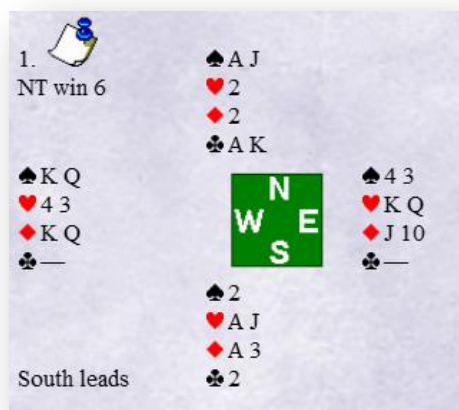 1.
NT win 6
♠ A J
♥ 2
♦ 2
♣ A K
♠ K Q
♥ 4 3
♦ K Q
♣ —
N
W E
S
♠ 4 3
♥ K Q
♦ J 10
♣ —
♠ 2
♥ A J
♦ A 3
♣ 2
South leads